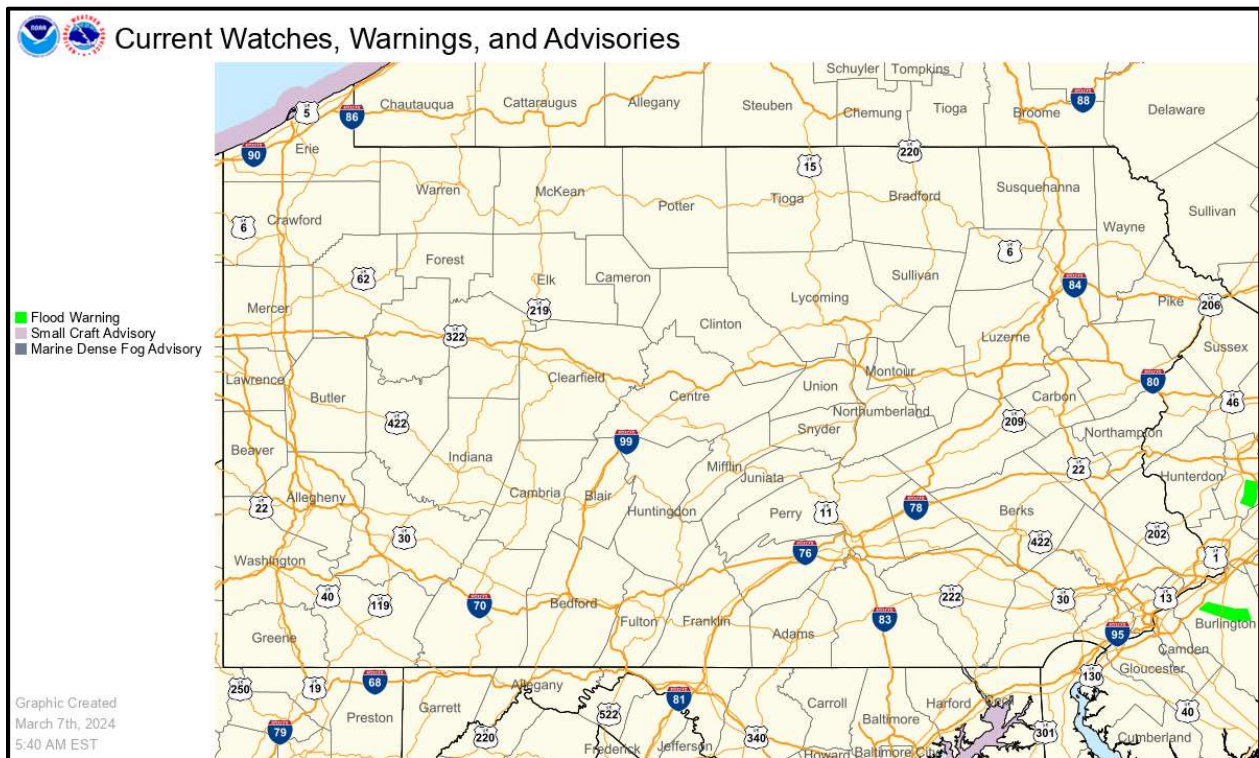 NOAA
Current Watches, Warnings, and Advisories
Flood Warning
Small Craft Advisory
Marine Dense Fog Advisory
Schuyler
Tompkins
Chautauqua
Cattaraugus
Allegany
Steuben
Chemung
Tioga
Broome
Delaware
5
86
88
90
Erie
15
220
Warren
McKean
Potter
Tioga
Bradford
Susquehanna
Wayne
Sullivan
Crawford
6
6
Forest
Elk
Cameron
Sullivan
62
84
Mercer
219
Lycoming
Pike
206
322
Clinton
Luzerne
Sussex
Lawrence
Clearfield
Centre
Union
Montour
80
Butler
Carbon
46
422
Northumberland
209
Snyder
Northampton
99
Beaver
Indiana
Mifflin
Juniata
22
Hunterdon
Cambria
Blair
Allegheny
22
Huntingdon
Perry
11
78
Berks
30
422
202
76
1
Washington
40
119
70
Bedford
222
30
13
Fulton
Franklin
83
Burlington
Greene
Adams
95
Camden
Gloucester
250
19
68
Allegany
81
130
Preston
Garrett
522
Carroll
Harford
Cecil
40
79
220
Frederick
Jefferson
340
Baltimore
301
Cumberland
Howard
Baltimore City
Graphic Created
March 7th, 2024
5:40 AM EST